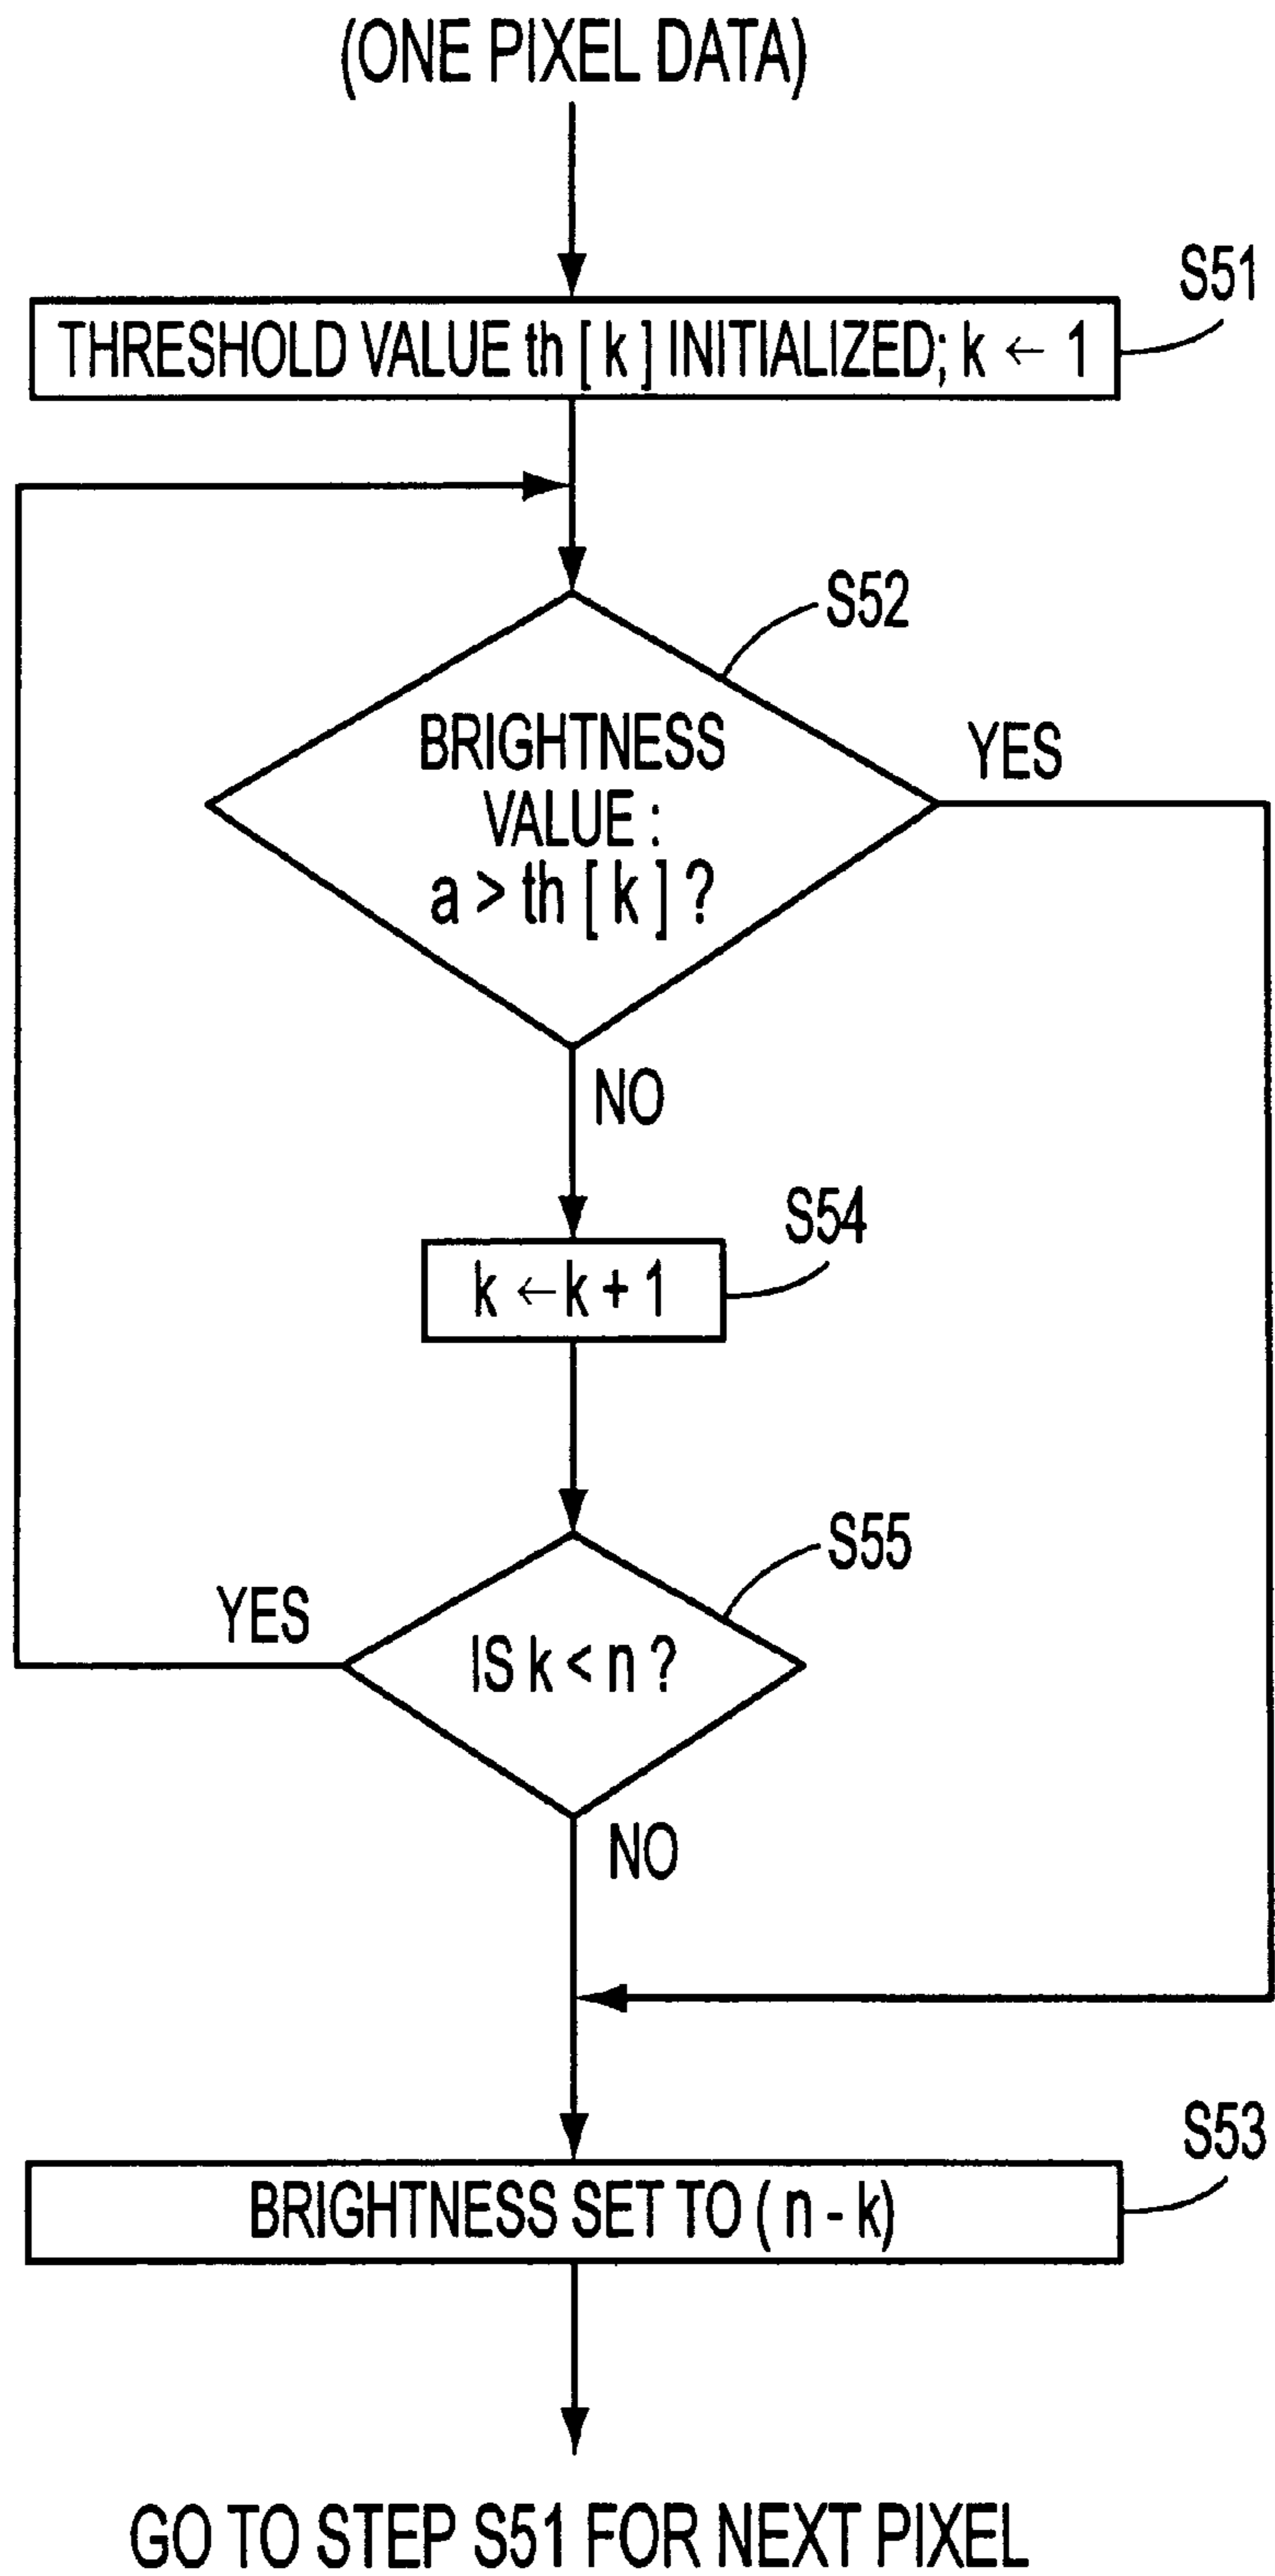 (ONE PIXEL DATA)
S51
THRESHOLD VALUE th [ k ] INITIALIZED; k ← 1
S52
BRIGHTNESS
VALUE :
a > th [ k ] ?
YES
NO
S54
k ← k + 1
S55
YES
IS k < n ?
NO
S53
BRIGHTNESS SET TO ( n - k)
GO TO STEP S51 FOR NEXT PIXEL